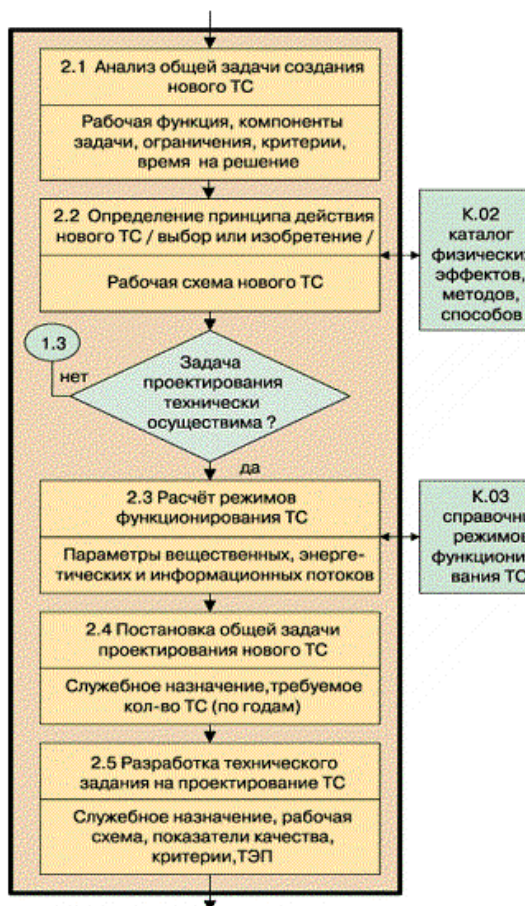 2.1 Анализ общей задачи создания
нового ТС
Рабочая функция, компоненты
задачи, ограничения, критерии,
время на решение
2.2 Определение принципа действия
нового ТС / выбор или изобретение /
Рабочая схема нового ТС
К.02
каталог
физических
эффектов,
методов,
способов
1.3
нет
Задача
проектирования
технически
осуществима ?
да
2.3 Расчёт режимов
функционирования ТС
Параметры вещественных, энерге-
тических и информационных потоков
К.03
справочни
режимов
функциони
вания ТС
2.4 Постановка общей задачи
проектирования нового ТС
Служебное назначение,требуемое
кол-во ТС (по годам)
2.5 Разработка технического
задания на проектирование ТС
Служебное назначение, рабочая
схема, показатели качества,
критерии,ТЭП